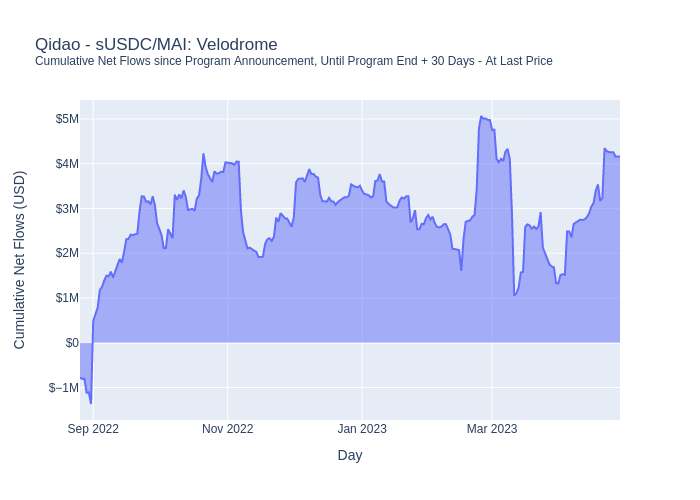 Qidao - sUSDC/MAI: Velodrome
Cumulative Net Flows since Program Announcement, Until Program End + 30 Days - At Last Price
Cumulative Net Flows (USD)
$5M
$4M
$3M
$2M
$1M
$0
$−1M
Sep 2022
Nov 2022
Jan 2023
Mar 2023
Day